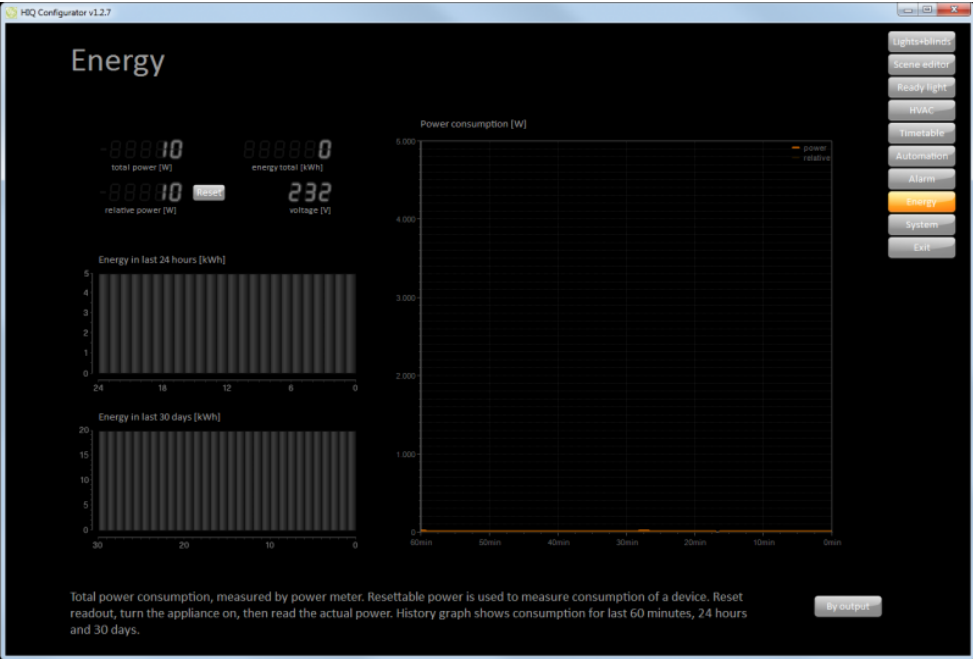 HIQ Configurator v1.2.7
Energy
Lights+blinds
Scene editor
Ready light
HVAC
Timetable
Automation
Alarm
Energy
System
Exit
10
total power [W]
0
energy total [kWh]
10
relative power [W]
Reset
232
voltage [V]
Power consumption [W]
power
relative
5.000
4.000
3.000
2.000
1.000
0
60min 50min 40min 30min 20min 10min 0min
Energy in last 24 hours [kWh]
5
4
3
2
1
0
24 18 12 6 0
Energy in last 30 days [kWh]
20
15
10
5
0
30 20 10 0
Total power consumption, measured by power meter. Resettable power is used to measure consumption of a device. Reset
readout, turn the appliance on, then read the actual power. History graph shows consumption for last 60 minutes, 24 hours
and 30 days.
By output